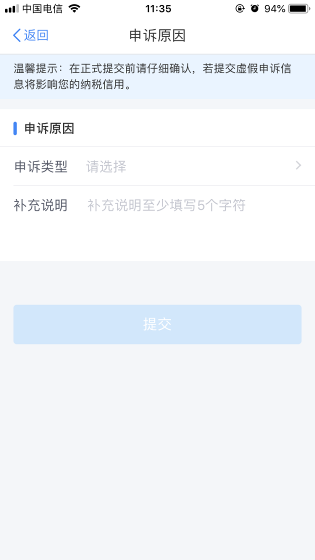 中国电信 11:35 94%
返回 申诉原因
温馨提示：在正式提交前请仔细确认，若提交虚假申诉信
息将影响您的纳税信用。
申诉原因
申诉类型 请选择
补充说明 补充说明至少填写5个字符
提交